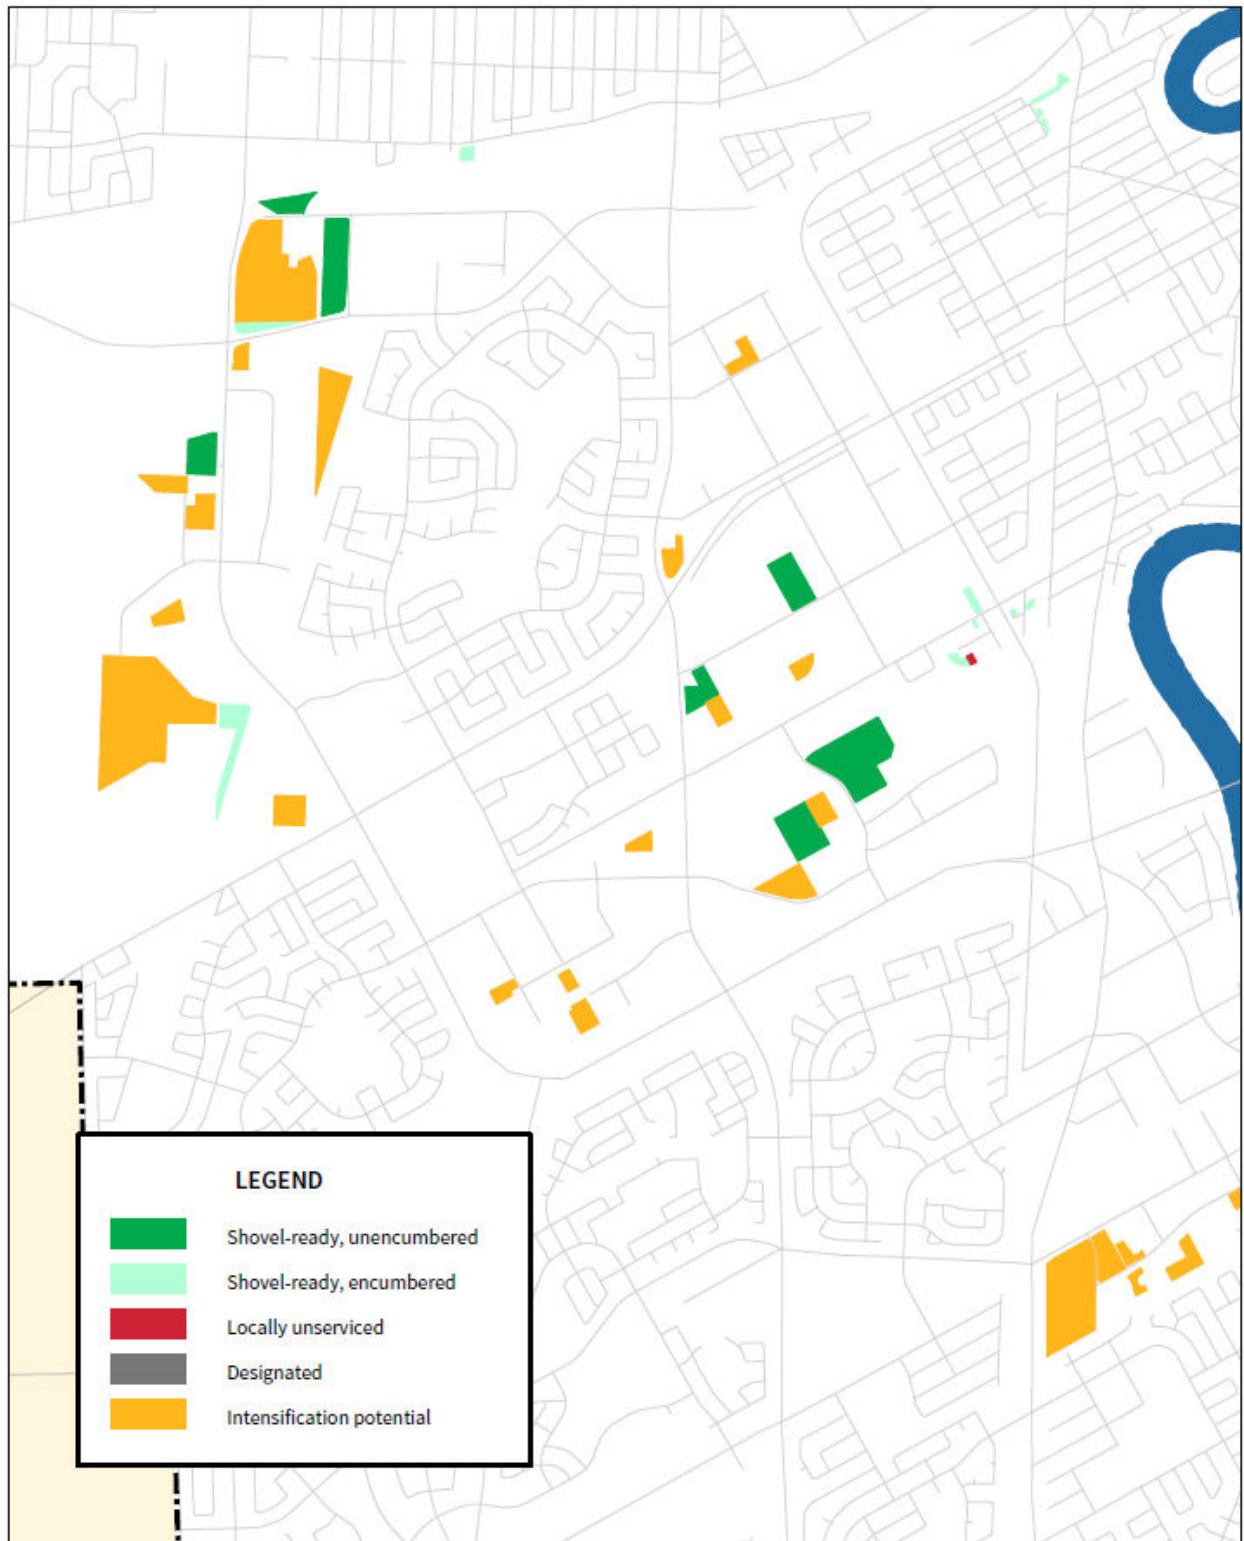 LEGEND
Shovel-ready, unencumbered
Shovel-ready, encumbered
Locally unserviced
Designated
Intensification potential